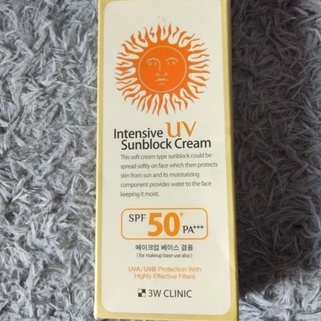 Intensive UV
Sunblock Cream
This soft cream type sunblock could be
spread softly on face which then protects
skin from sun and its moisturizing
component provides water to the face
keeping it moist.
SPF 50+ PA+++
메이크업 베이스 겸용
(for makeup base use also)
UVA/UVB Protection With
Highly Effective Filters
3W CLINIC